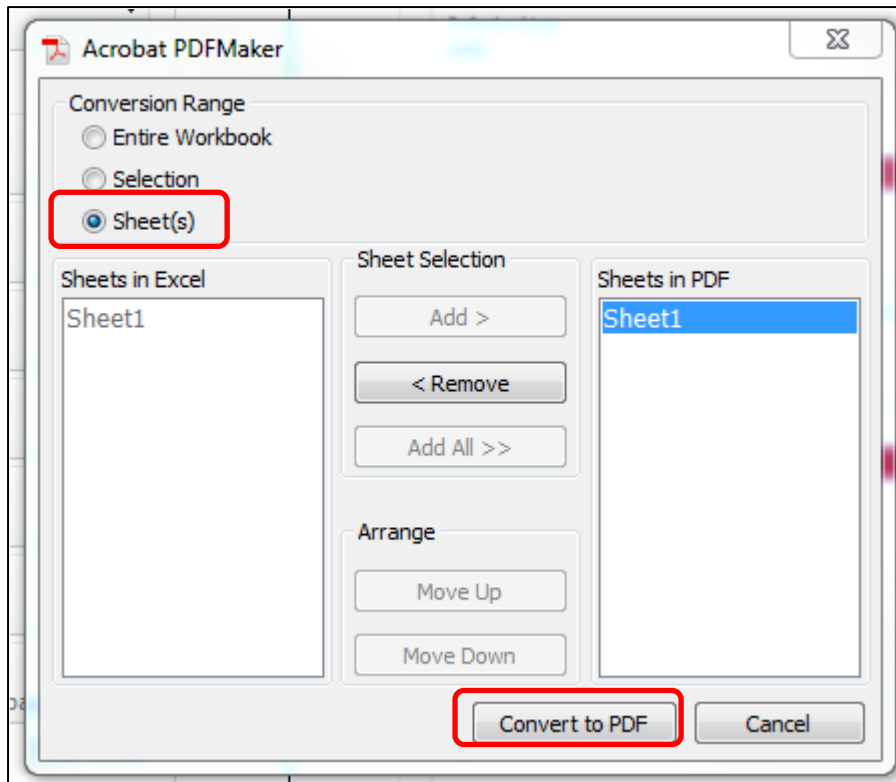 Acrobat PDFMaker
Conversion Range
Entire Workbook
Selection
Sheet(s)
Sheets in Excel
Sheet1
Sheet Selection
Add >
< Remove
Add All >>
Arrange
Move Up
Move Down
Sheets in PDF
Sheet1
Convert to PDF
Cancel